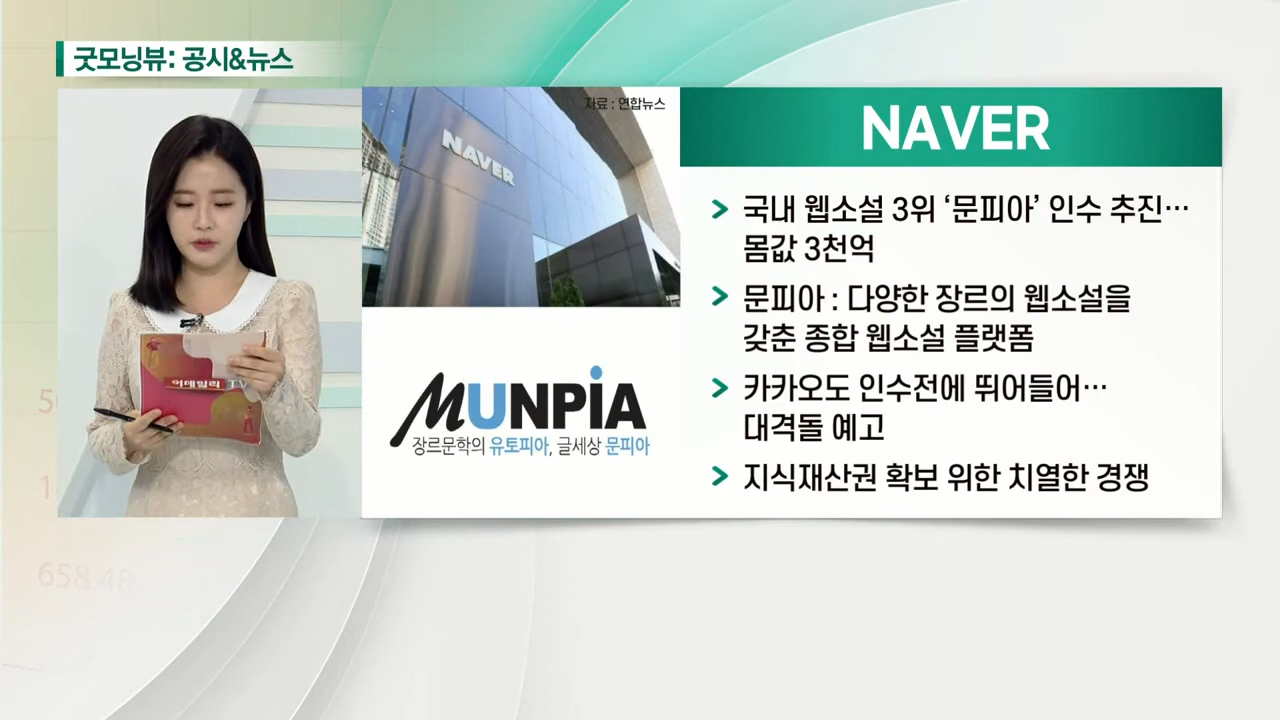 굿모닝뷰: 공시&뉴스
자료 : 연합뉴스
NAVER
NAVER
국내 웹소설 3위 ‘문피아’ 인수 추진…
몸값 3천억
문피아 : 다양한 장르의 웹소설을
갖춘 종합 웹소설 플랫폼
카카오도 인수전에 뛰어들어…
대격돌 예고
지식재산권 확보 위한 치열한 경쟁
MUNPiA
장르문학의 유토피아, 글세상 문피아
이데일리 TV
658.48